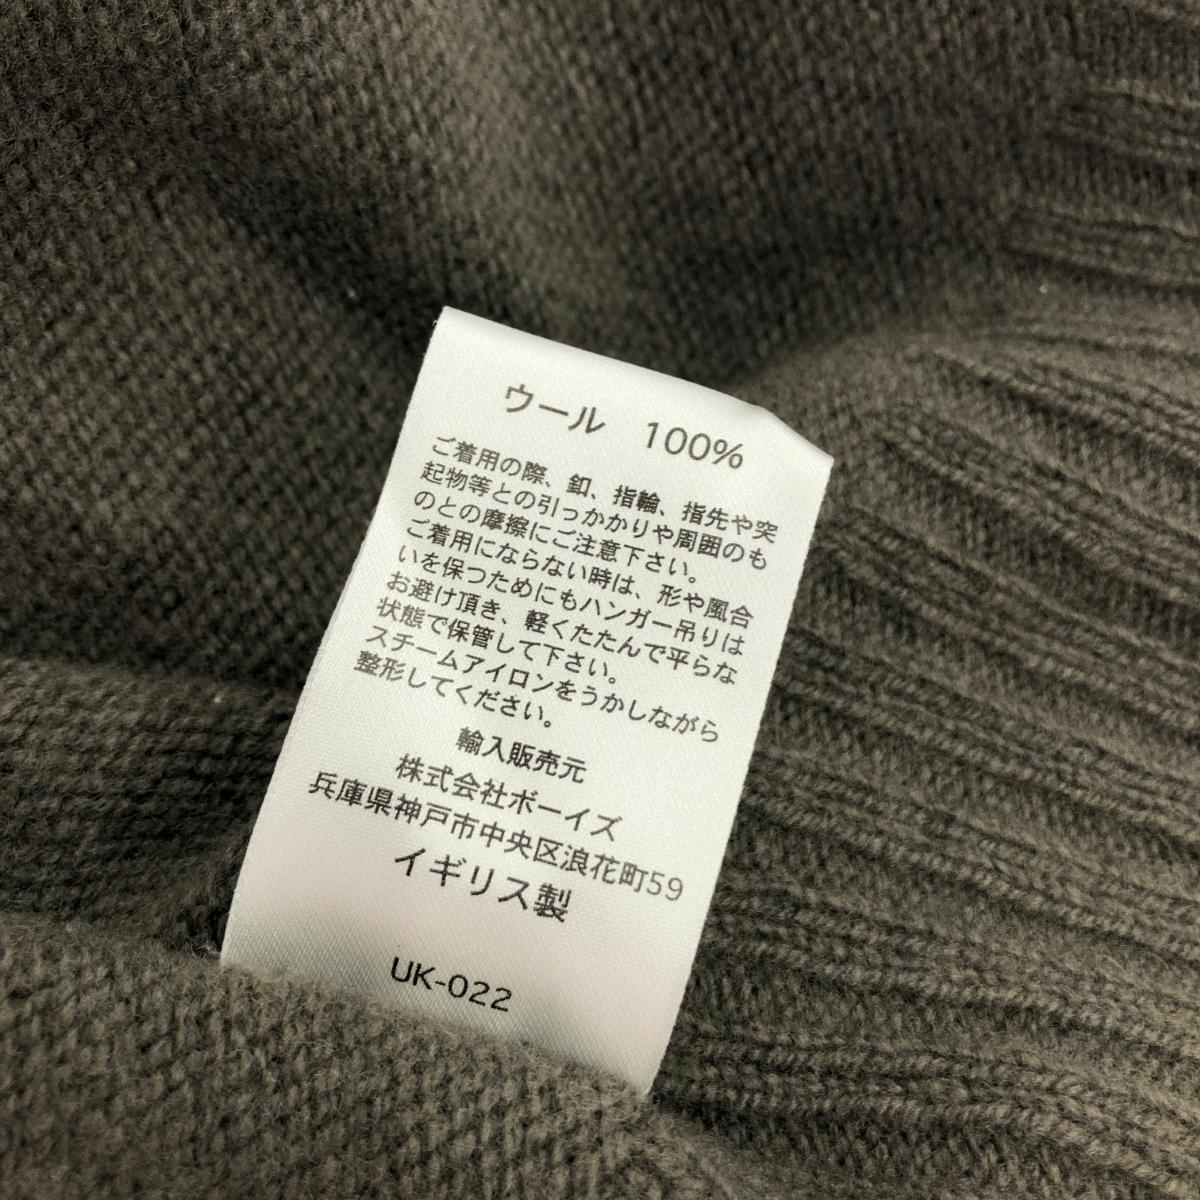 ウール 100%
ご着用の際、釦、指輪、指先や突
起物等との引っかかりや周囲のも
のとの摩擦にご注意下さい。
ご着用にならない時は、形や風合
いを保つためにもハンガー吊りは
お避け頂き、軽くたたんで平らな
状態で保管して下さい。
スチームアイロンをうかしながら
整形してください。
輸入販売元
株式会社ボーイズ
兵庫県神戸市中央区浪花町59
イギリス製
UK-022